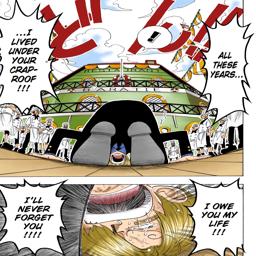 ALL
THESE
YEARS...
...I
LIVED
UNDER
YOUR
CRAP-
ROOF
!!!
I OWE
YOU MY
LIFE
!!!
I'LL
NEVER
FORGET
YOU
!!!!